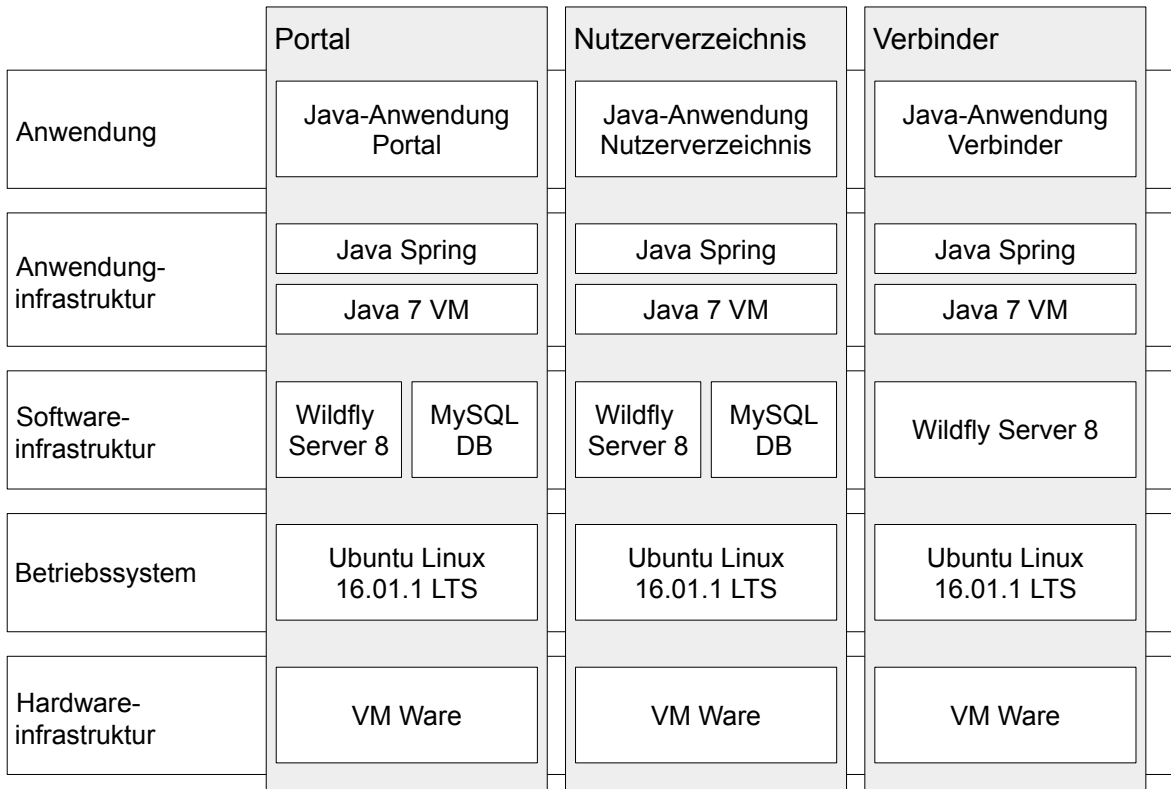 Portal
Nutzerverzeichnis
Verbinder
Anwendung
Java-Anwendung
Portal
Java-Anwendung
Nutzerverzeichnis
Java-Anwendung
Verbinder
Anwendung-
infrastruktur
Java Spring
Java Spring
Java Spring
Java 7 VM
Java 7 VM
Java 7 VM
Software-
infrastruktur
Wildfly
Server 8
MySQL
DB
Wildfly
Server 8
MySQL
DB
Wildfly Server 8
Betriebssystem
Ubuntu Linux
16.01.1 LTS
Ubuntu Linux
16.01.1 LTS
Ubuntu Linux
16.01.1 LTS
Hardware-
infrastruktur
VM Ware
VM Ware
VM Ware